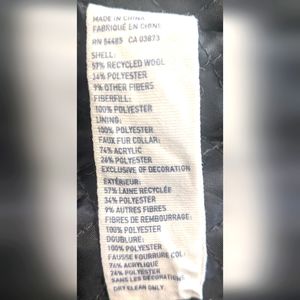 MADE IN CHINA
FABRIQUÉ EN CHINE
RN 54485 CA 03873
SHELL:
57% RECYCLED WOOL
34% POLYESTER
9% OTHER FIBERS
FIBERFILL:
100% POLYESTER
LINING:
100% POLYESTER
FAUX FUR COLLAR:
74% ACRYLIC
26% POLYESTER
EXCLUSIVE OF DECORATION
EXTÉRIEUR:
57% LAINE RECYCLÉE
34% POLYESTER
9% AUTRES FIBRES
FIBRES DE REMBOURRAGE:
100% POLYESTER
DOUBLURE:
100% POLYESTER
FAUSSE FOURRURE COL:
74% ACRYLIQUE
26% POLYESTER
SANS LES DÉCORATIONS
DRY CLEAN ONLY.